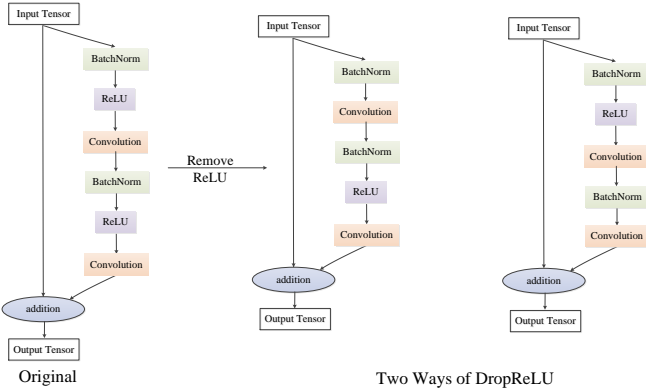 Input Tensor
BatchNorm
ReLU
Convolution
BatchNorm
ReLU
Convolution
addition
Output Tensor
Original
Remove
ReLU
Input Tensor
BatchNorm
Convolution
BatchNorm
ReLU
Convolution
addition
Output Tensor
Input Tensor
BatchNorm
ReLU
Convolution
BatchNorm
Convolution
addition
Output Tensor
Two Ways of DropReLU